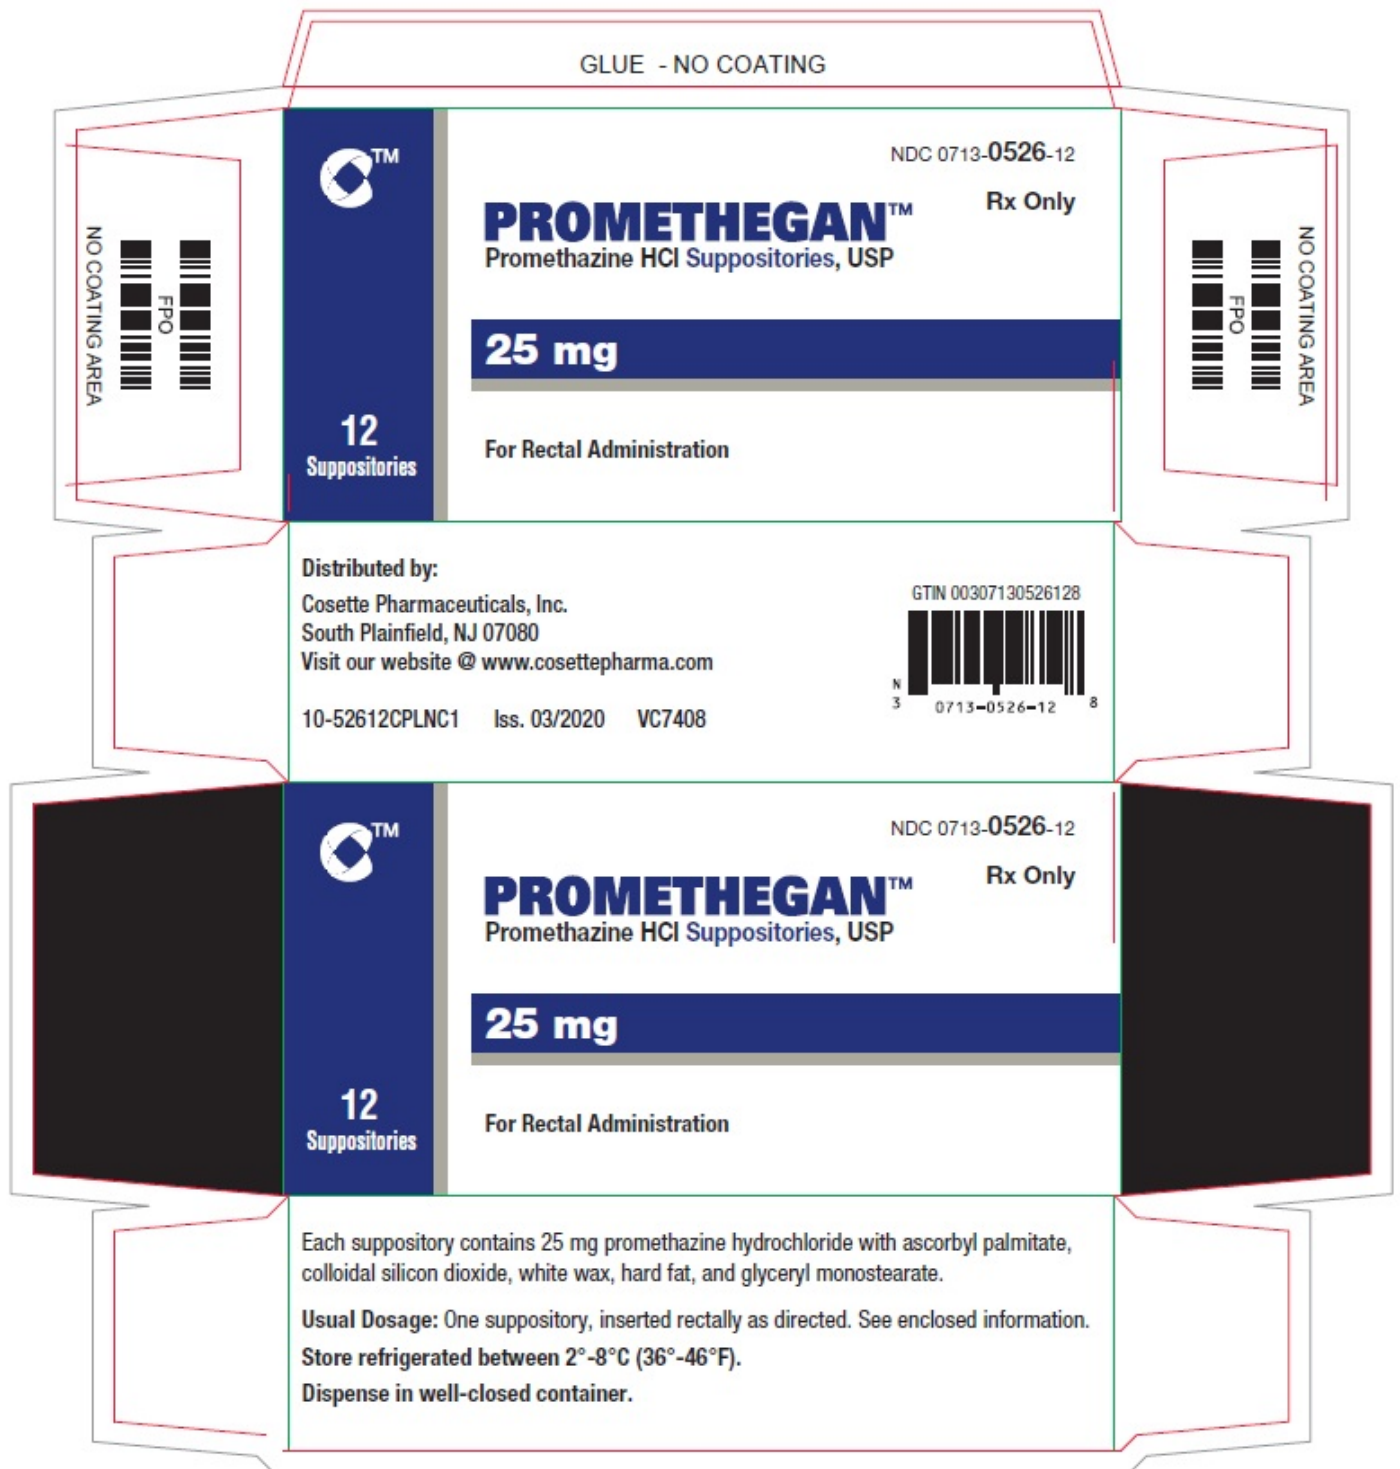 GLUE - NO COATING
TM
NDC 0713-0526-12
Rx Only
PROMETHEGAN™
Promethazine HCl Suppositories, USP
25 mg
12
Suppositories
For Rectal Administration
NO COATING AREA
FPO
FPO
NO COATING AREA
Distributed by:
Cosette Pharmaceuticals, Inc.
South Plainfield, NJ 07080
Visit our website @ www.cosettepharma.com
10-52612CPLNC1 Iss. 03/2020 VC7408
GTIN 00307130526128
N
3 0713-0526-12 8
TM
NDC 0713-0526-12
Rx Only
PROMETHEGAN™
Promethazine HCl Suppositories, USP
25 mg
12
Suppositories
For Rectal Administration
Each suppository contains 25 mg promethazine hydrochloride with ascorbyl palmitate,
colloidal silicon dioxide, white wax, hard fat, and glyceryl monostearate.
Usual Dosage: One suppository, inserted rectally as directed. See enclosed information.
Store refrigerated between 2°-8°C (36°-46°F).
Dispense in well-closed container.